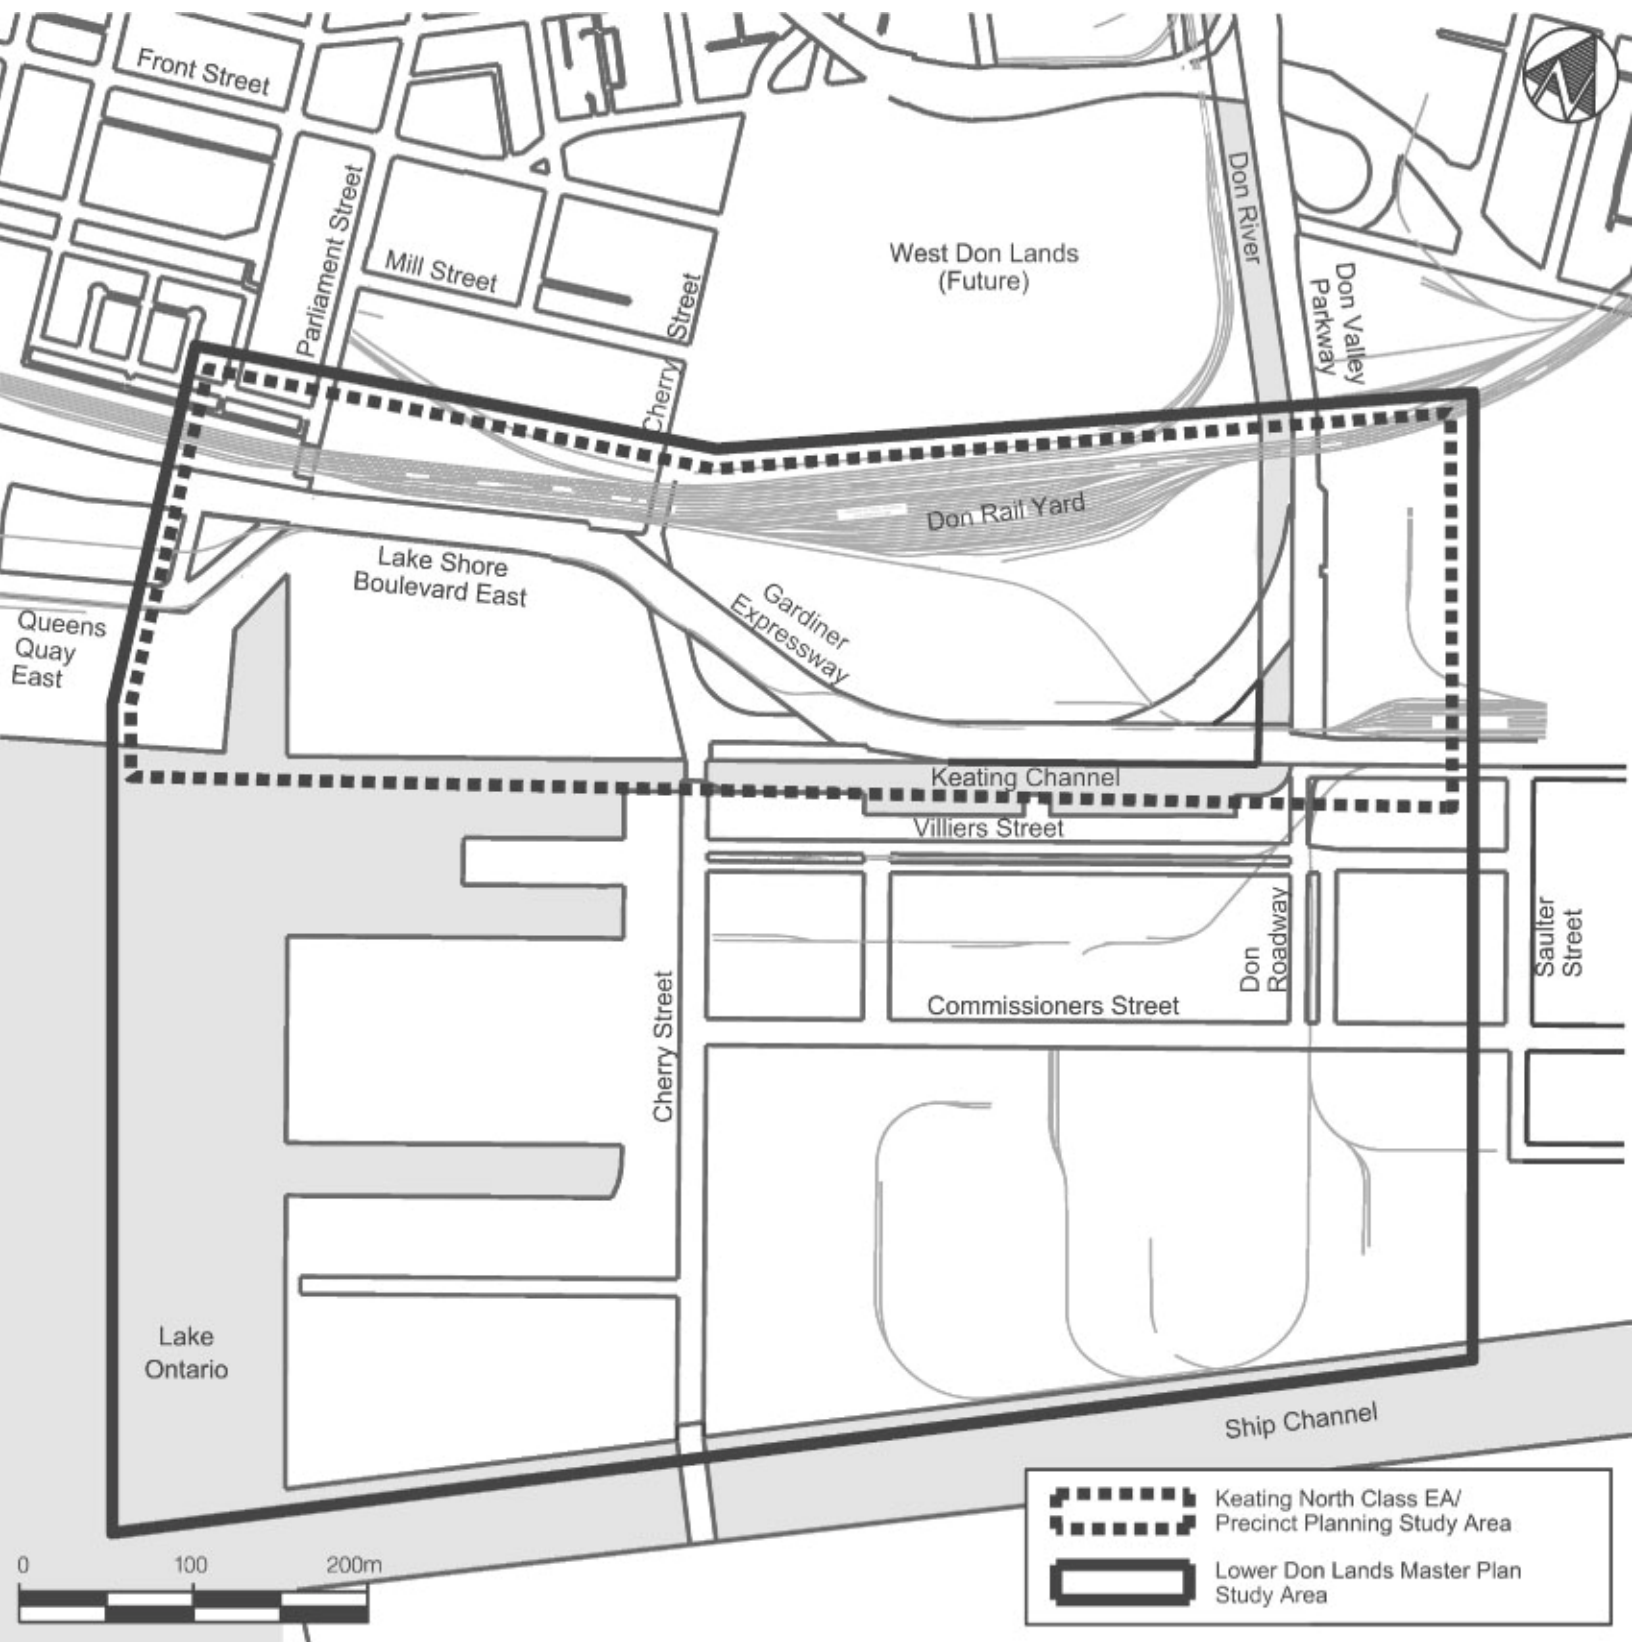 Front Street
Parliament Street
Mill Street
Cherry Street
West Don Lands
(Future)
Don River
Don Valley
Parkway
Don Rail Yard
Lake Shore
Boulevard East
Gardiner
Expressway
Queens
Quay
East
Keating Channel
Villiers Street
Don
Roadway
Saulter
Street
Commissioners Street
Cherry Street
Lake
Ontario
Ship Channel
Keating North Class EA/
Precinct Planning Study Area
Lower Don Lands Master Plan
Study Area
0 100 200m